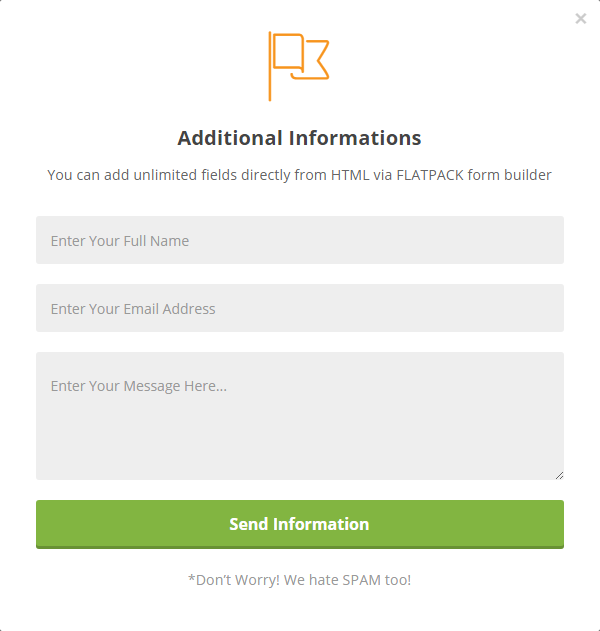 Additional Informations
You can add unlimited fields directly from HTML via FLATPACK form builder
Enter Your Full Name
Enter Your Email Address
Enter Your Message Here...
Send Information
*Don't Worry! We hate SPAM too!